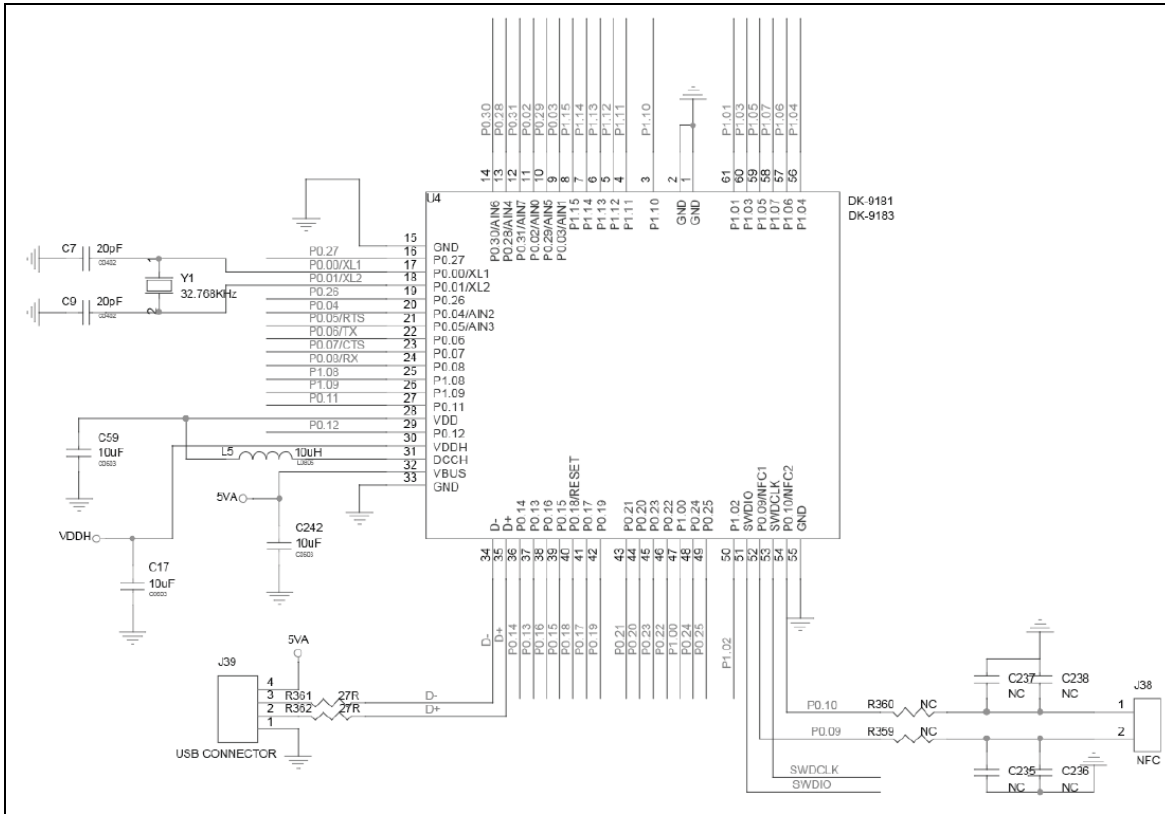 P0.30
P0.28
P0.31
P0.02
P0.29
P0.03
P1.15
P1.14
P1.13
P1.12
P1.11
P1.10
P1.01
P1.03
P1.05
P1.07
P1.06
P1.04
14
13
12
11
10
9
8
7
6
5
4
3
2
1
61
60
59
58
57
56
U4
DK-9181
DK-9183
P0.30/AIN6
P0.28/AIN4
P0.31/AIN7
P0.02/AIN0
P0.29/AIN5
P0.03/AIN1
P1.15
P1.14
P1.13
P1.12
P1.11
P1.10
GND
GND
P1.01
P1.03
P1.05
P1.07
P1.06
P1.04
15 GND
P0.27 16 P0.27
P0.00/XL1 17 P0.00/XL1
P0.01/XL2 18 P0.01/XL2
P0.26 19 P0.26
P0.04 20 P0.04/AIN2
P0.05/RTS 21 P0.05/AIN3
P0.06/TX 22 P0.06
P0.07/CTS 23 P0.07
P0.08/RX 24 P0.08
P1.08 25 P1.08
P1.09 26 P1.09
P0.11 27 P0.11
28 VDD
P0.12 29 P0.12
30 VDDH
31 DCCH
32 VBUS
33 GND
C7 20pF
C0402
Y1
32.768KHz
2
C9 20pF
C0402
C59
10uF
C0603
L5 10uH
L0805
5VA
C242
10uF
C0603
VDDH
C17
10uF
C0603
D-
D+
P0.14
P0.13
P0.16
P0.15
P0.18/RESET
P0.17
P0.19
P0.21
P0.20
P0.23
P0.22
P1.00
P0.24
P0.25
P1.02
SWDIO
P0.09/NFC1
SWDCLK
P0.10/NFC2
GND
34
35
36
37
38
39
40
41
42
43
44
45
46
47
48
49
50
51
52
53
54
55
D-
D+
P0.14
P0.13
P0.16
P0.15
P0.18
P0.17
P0.19
P0.21
P0.20
P0.23
P0.22
P1.00
P0.24
P0.25
P1.02
5VA
J39
4
3 R361 27R D-
2 R362 27R D+
1
USB CONNECTOR
C237
NC
C238
NC
J38
P0.10 R360 NC 1
P0.09 R359 NC 2
NFC
C235
NC
C236
NC
SWDCLK
SWDIO